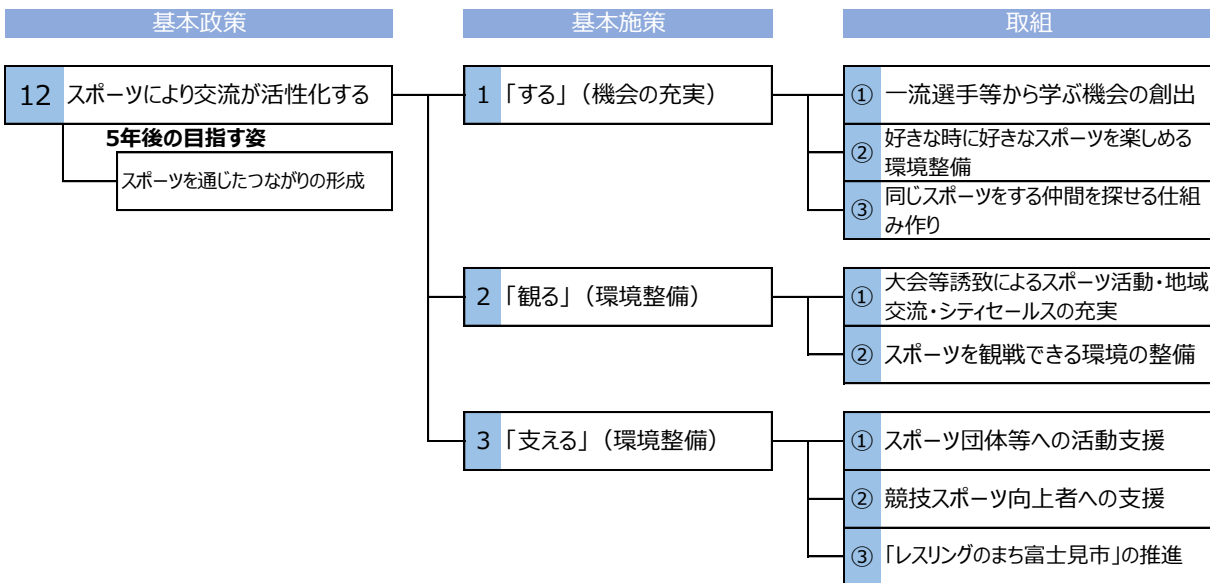 基本政策
基本施策
取組
12 スポーツにより交流が活性化する
5年後の目指す姿
スポーツを通じたつながりの形成
1 「する」（機会の充実）
① 一流選手等から学ぶ機会の創出
② 好きな時に好きなスポーツを楽しめる
環境整備
③ 同じスポーツをする仲間を探せる仕組
み作り
2 「観る」（環境整備）
① 大会等誘致によるスポーツ活動・地域
交流・シティセールスの充実
② スポーツを観戦できる環境の整備
3 「支える」（環境整備）
① スポーツ団体等への活動支援
② 競技スポーツ向上者への支援
③ 「レスリングのまち富士見市」の推進